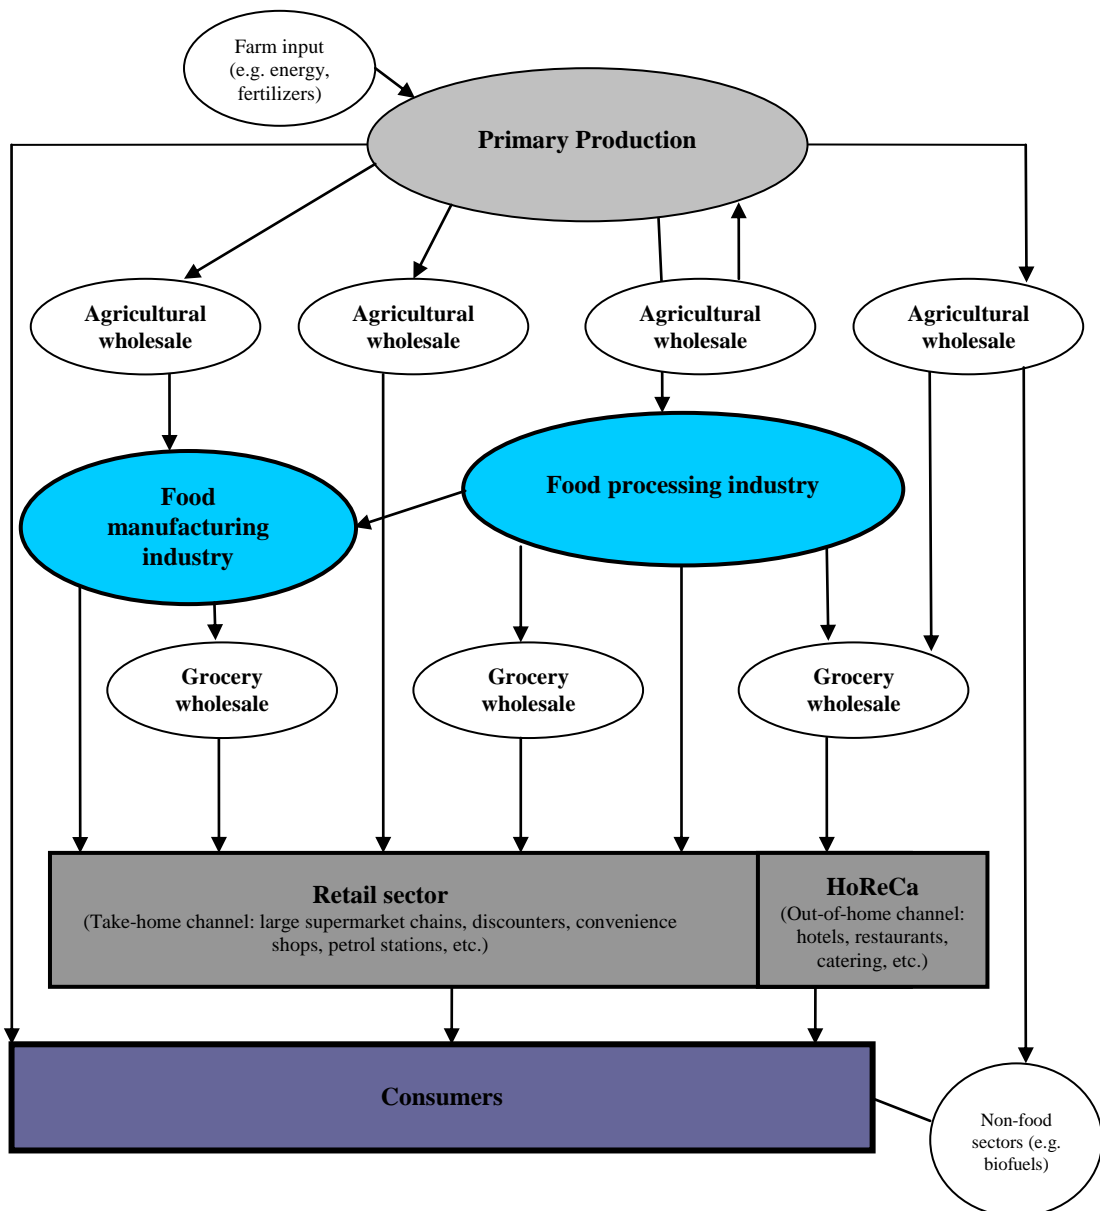 Farm input
(e.g. energy,
fertilizers)
Primary Production
Agricultural
wholesale
Agricultural
wholesale
Agricultural
wholesale
Agricultural
wholesale
Food
manufacturing
industry
Food processing industry
Grocery
wholesale
Grocery
wholesale
Grocery
wholesale
Retail sector
(Take-home channel: large supermarket chains, discounters, convenience
shops, petrol stations, etc.)
HoReCa
(Out-of-home channel:
hotels, restaurants,
catering, etc.)
Consumers
Non-food
sectors (e.g.
biofuels)